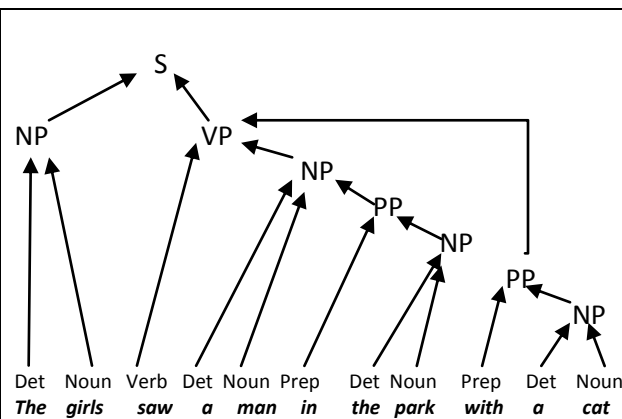 S
NP VP
NP
PP
NP
PP
NP
Det Noun Verb Det Noun Prep Det Noun Prep Det Noun
The girls saw a man in the park with a cat